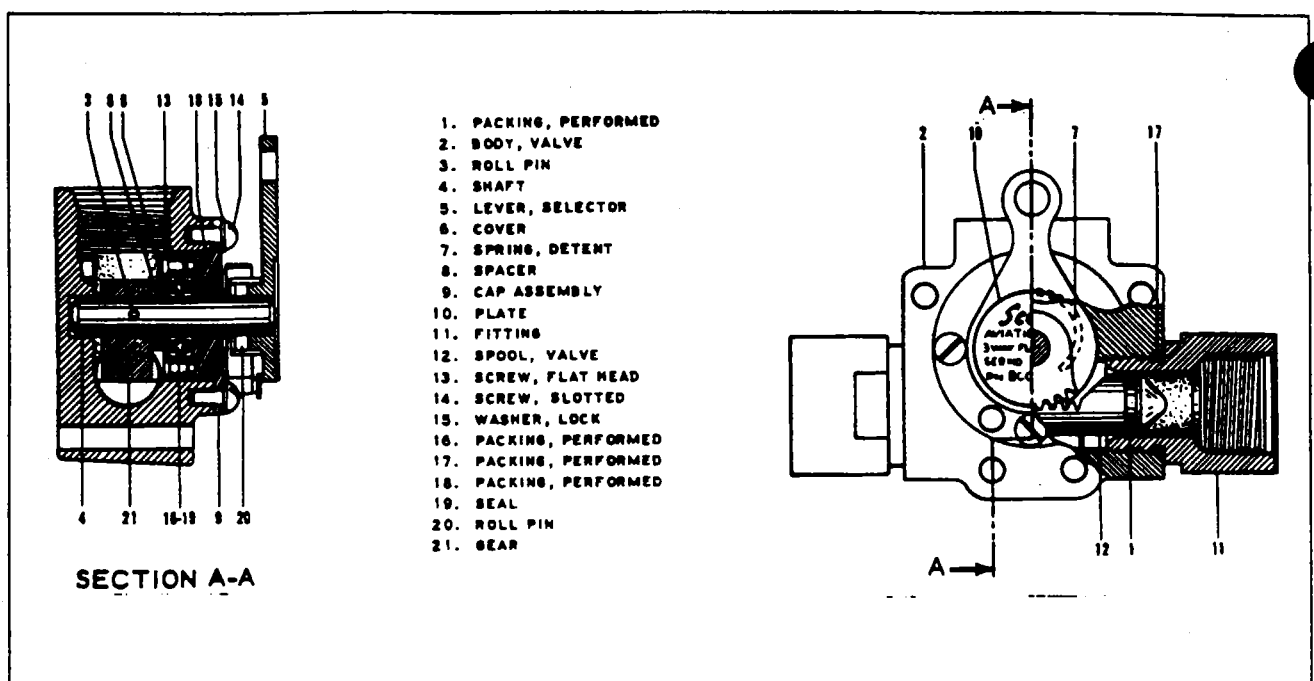 3 8 6 13 18 15 14 5
4 21 16-19 9 20
SECTION A-A
1. PACKING, PERFORMED
2. BODY, VALVE
3. ROLL PIN
4. SHAFT
5. LEVER, SELECTOR
6. COVER
7. SPRING, DETENT
8. SPACER
9. CAP ASSEMBLY
10. PLATE
11. FITTING
12. SPOOL, VALVE
13. SCREW, FLAT HEAD
14. SCREW, SLOTTED
15. WASHER, LOCK
16. PACKING, PERFORMED
17. PACKING, PERFORMED
18. PACKING, PERFORMED
19. SEAL
20. ROLL PIN
21. GEAR
A
2 10 7 17
AVIATI
3 WAY
12 1 11
A